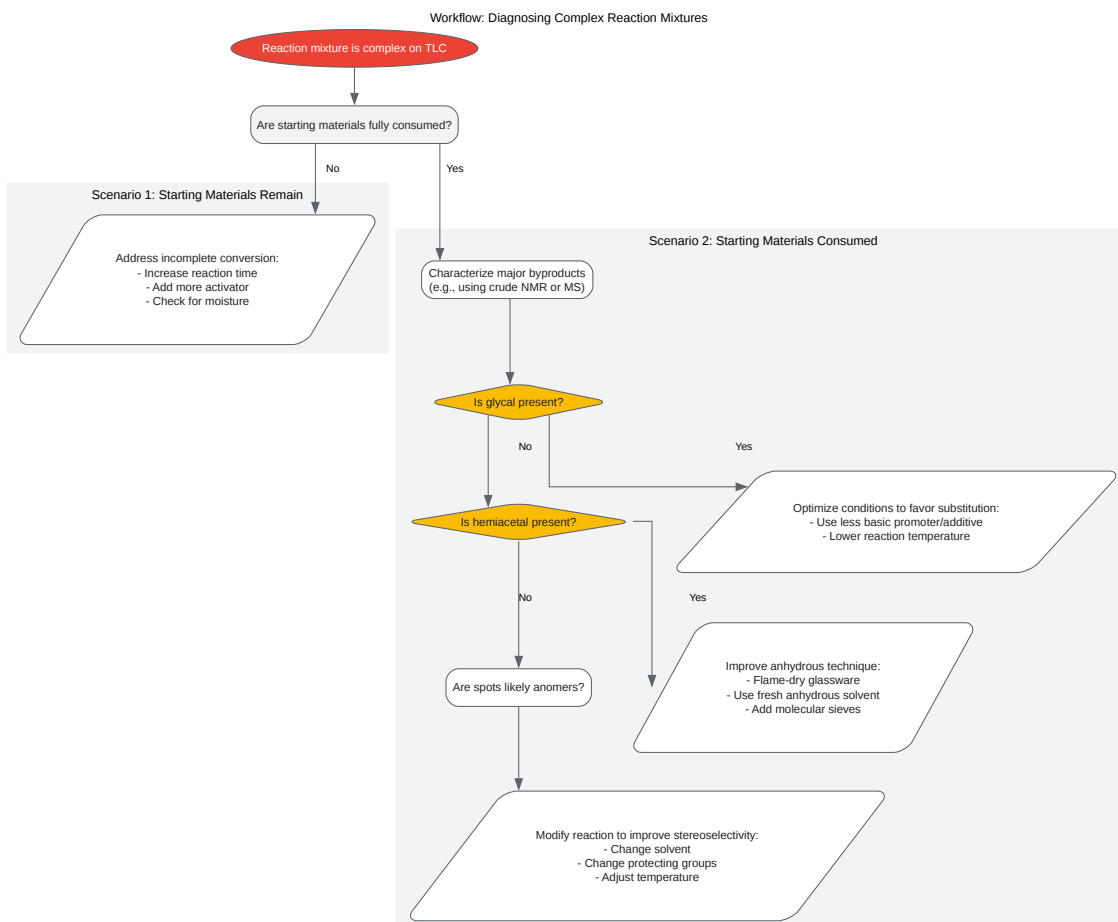 Workflow: Diagnosing Complex Reaction Mixtures
Reaction mixture is complex on TLC
Are starting materials fully consumed?
No
Yes
Scenario 1: Starting Materials Remain
Address incomplete conversion:
- Increase reaction time
- Add more activator
- Check for moisture
Scenario 2: Starting Materials Consumed
Characterize major byproducts
(e.g., using crude NMR or MS)
Is glycal present?
No
Yes
Optimize conditions to favor substitution:
- Use less basic promoter/additive
- Lower reaction temperature
Is hemiacetal present?
No
Yes
Improve anhydrous technique:
- Flame-dry glassware
- Use fresh anhydrous solvent
- Add molecular sieves
Are spots likely anomers?
Modify reaction to improve stereoselectivity:
- Change solvent
- Change protecting groups
- Adjust temperature